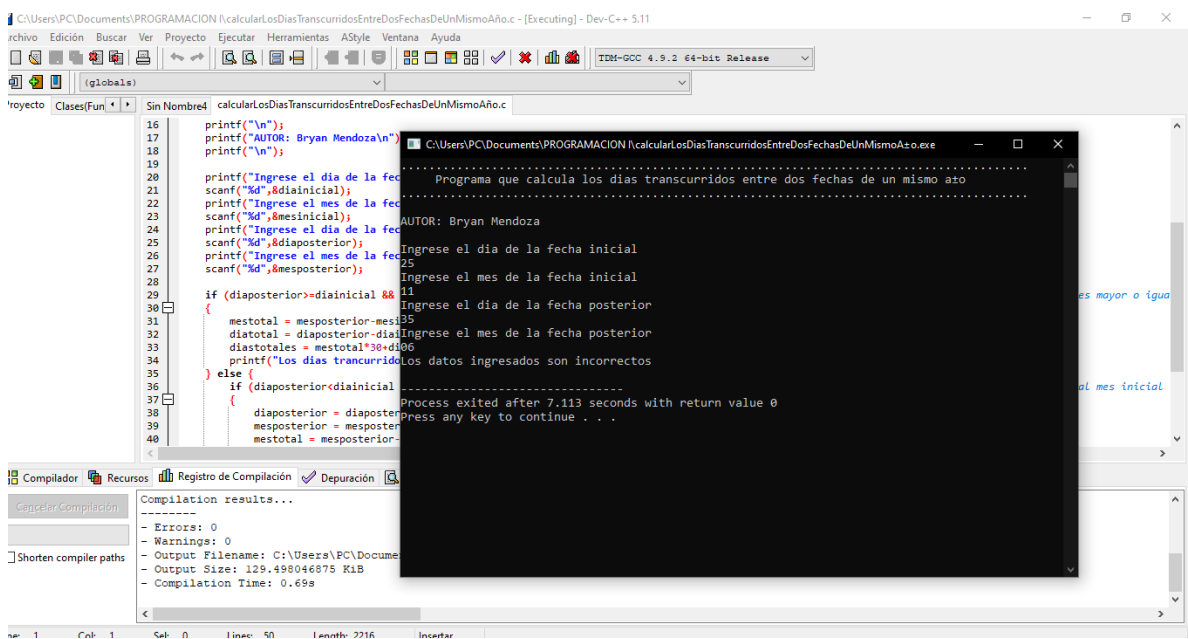 C:\Users\PC\Documents\PROGRAMACION I\calcularLosDiasTranscurridosEntreDosFechasDeUnMismoAño.c - [Executing] - Dev-C++ 5.11
rchivo Edición Buscar Ver Proyecto Ejecutar Herramientas AStyle Ventana Ayuda
TDM-GCC 4.9.2 64-bit Release
(globals)
royecto Clases(Fun
Sin Nombre4 calcularLosDiasTranscurridosEntreDosFechasDeUnMismoAño.c
16 printf("\n");
17 printf("AUTOR: Bryan Mendoza\n")
18 printf("\n");
19
20 printf("Ingrese el dia de la fec
21 scanf("%d",&diainicial);
22 printf("Ingrese el mes de la fec
23 scanf("%d",&mesinicial);
24 printf("Ingrese el dia de la fec
25 scanf("%d",&diaposterior);
26 printf("Ingrese el mes de la fec
27 scanf("%d",&mesposterior);
28
29 if (diaposterior>=diainicial && es mayor o igua
30 {
31 mestotal = mesposterior-mesi
32 diatotal = diaposterior-diai
33 diastotales = mestotal*30+di
34 printf("Los dias trancurrido
35 } else {
36 if (diaposterior<diainicial al mes inicial
37 {
38 diaposterior = diaposter
39 mesposterior = mesposter
40 mestotal = mesposterior-
C:\Users\PC\Documents\PROGRAMACION I\calcularLosDiasTranscurridosEntreDosFechasDeUnMismoA±o.exe
Programa que calcula los dias transcurridos entre dos fechas de un mismo a±o
AUTOR: Bryan Mendoza
Ingrese el dia de la fecha inicial
25
Ingrese el mes de la fecha inicial
11
Ingrese el dia de la fecha posterior
35
Ingrese el mes de la fecha posterior
06
Los datos ingresados son incorrectos
--------------------------------
Process exited after 7.113 seconds with return value 0
Press any key to continue . . .
Compilador Recursos Registro de Compilación Depuración
Cancelar Compilación
Shorten compiler paths
Compilation results...
--------
- Errors: 0
- Warnings: 0
- Output Filename: C:\Users\PC\Docume
- Output Size: 129.498046875 KiB
- Compilation Time: 0.69s
ne: 1 Col: 1 Sel: 0 Lines: 50 Length: 2216 Insertar